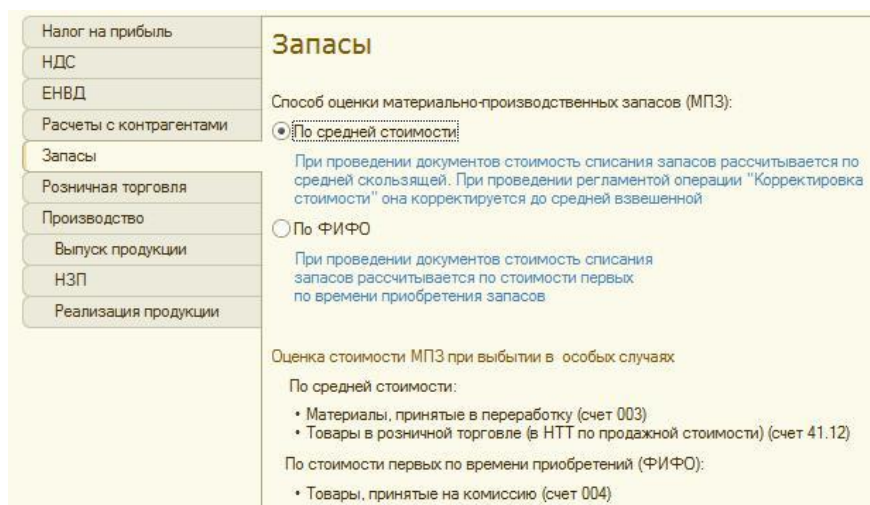 Налог на прибыль
НДС
ЕНВД
Расчеты с контрагентами
Запасы
Розничная торговля
Производство
Выпуск продукции
НЗП
Реализация продукции
Запасы
Способ оценки материально-производственных запасов (МПЗ):
По средней стоимости
При проведении документов стоимость списания запасов рассчитывается по
средней скользящей. При проведении регламентой операции "Корректировка
стоимости" она корректируется до средней взвешенной
По ФИФО
При проведении документов стоимость списания
запасов рассчитывается по стоимости первых
по времени приобретения запасов
Оценка стоимости МПЗ при выбытии в особых случаях
По средней стоимости:
• Материалы, принятые в переработку (счет 003)
• Товары в розничной торговле (в НТТ по продажной стоимости) (счет 41.12)
По стоимости первых по времени приобретений (ФИФО):
• Товары, принятые на комиссию (счет 004)